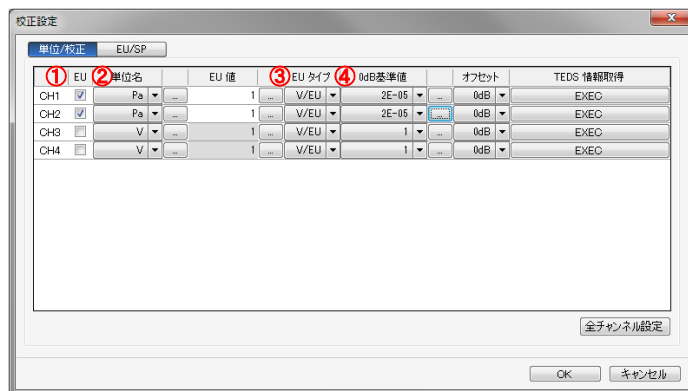 校正設定
単位/校正 EU/SP
① EU ② 単位名 EU 値 ③ EU タイプ ④ 0dB基準値 オフセット TEDS 情報取得
CH1 Pa ... 1 ... V/EU 2E-05 ... 0dB EXEC
CH2 Pa ... 1 ... V/EU 2E-05 ... 0dB EXEC
CH3 V ... 1 ... V/EU 1 ... 0dB EXEC
CH4 V ... 1 ... V/EU 1 ... 0dB EXEC
全チャンネル設定
OK キャンセル